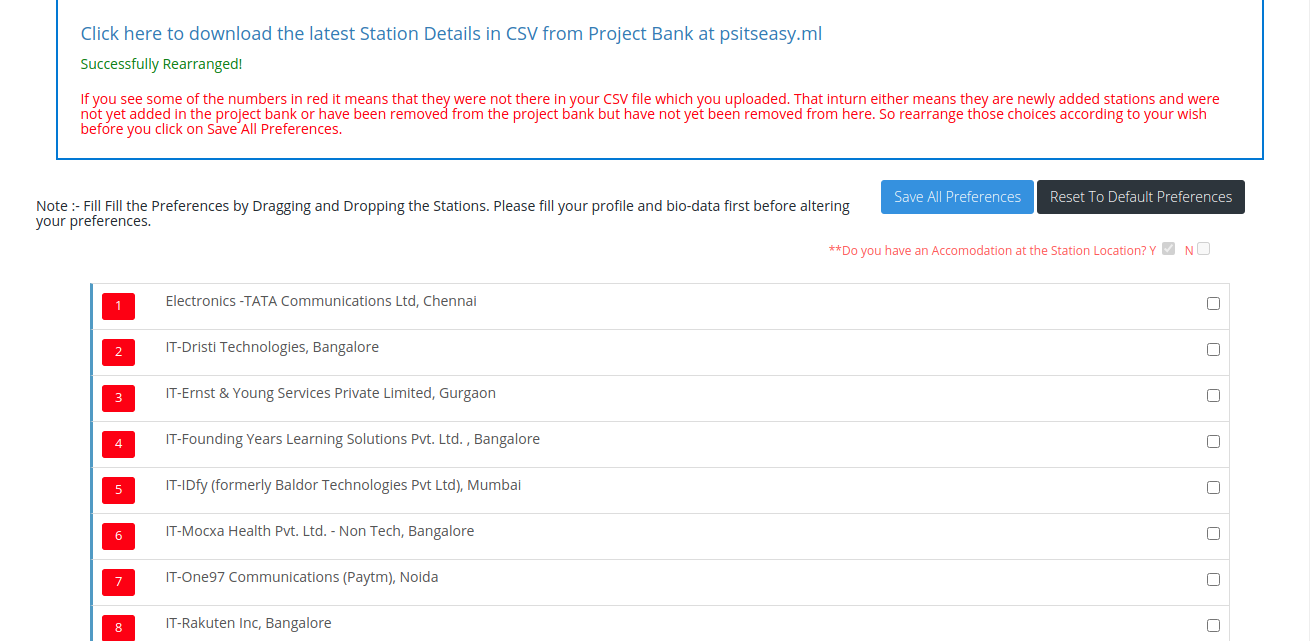 Click here to download the latest Station Details in CSV from Project Bank at psitseasy.ml
Successfully Rearranged!
If you see some of the numbers in red it means that they were not there in your CSV file which you uploaded. That inturn either means they are newly added stations and were
not yet added in the project bank or have been removed from the project bank but have not yet been removed from here. So rearrange those choices according to your wish
before you click on Save All Preferences.
Save All Preferences Reset To Default Preferences
Note :- Fill Fill the Preferences by Dragging and Dropping the Stations. Please fill your profile and bio-data first before altering
your preferences.
**Do you have an Accomodation at the Station Location? Y N
1 Electronics -TATA Communications Ltd, Chennai
2 IT-Dristi Technologies, Bangalore
3 IT-Ernst & Young Services Private Limited, Gurgaon
4 IT-Founding Years Learning Solutions Pvt. Ltd. , Bangalore
5 IT-IDfy (formerly Baldor Technologies Pvt Ltd), Mumbai
6 IT-Mocxa Health Pvt. Ltd. - Non Tech, Bangalore
7 IT-One97 Communications (Paytm), Noida
8 IT-Rakuten Inc, Bangalore